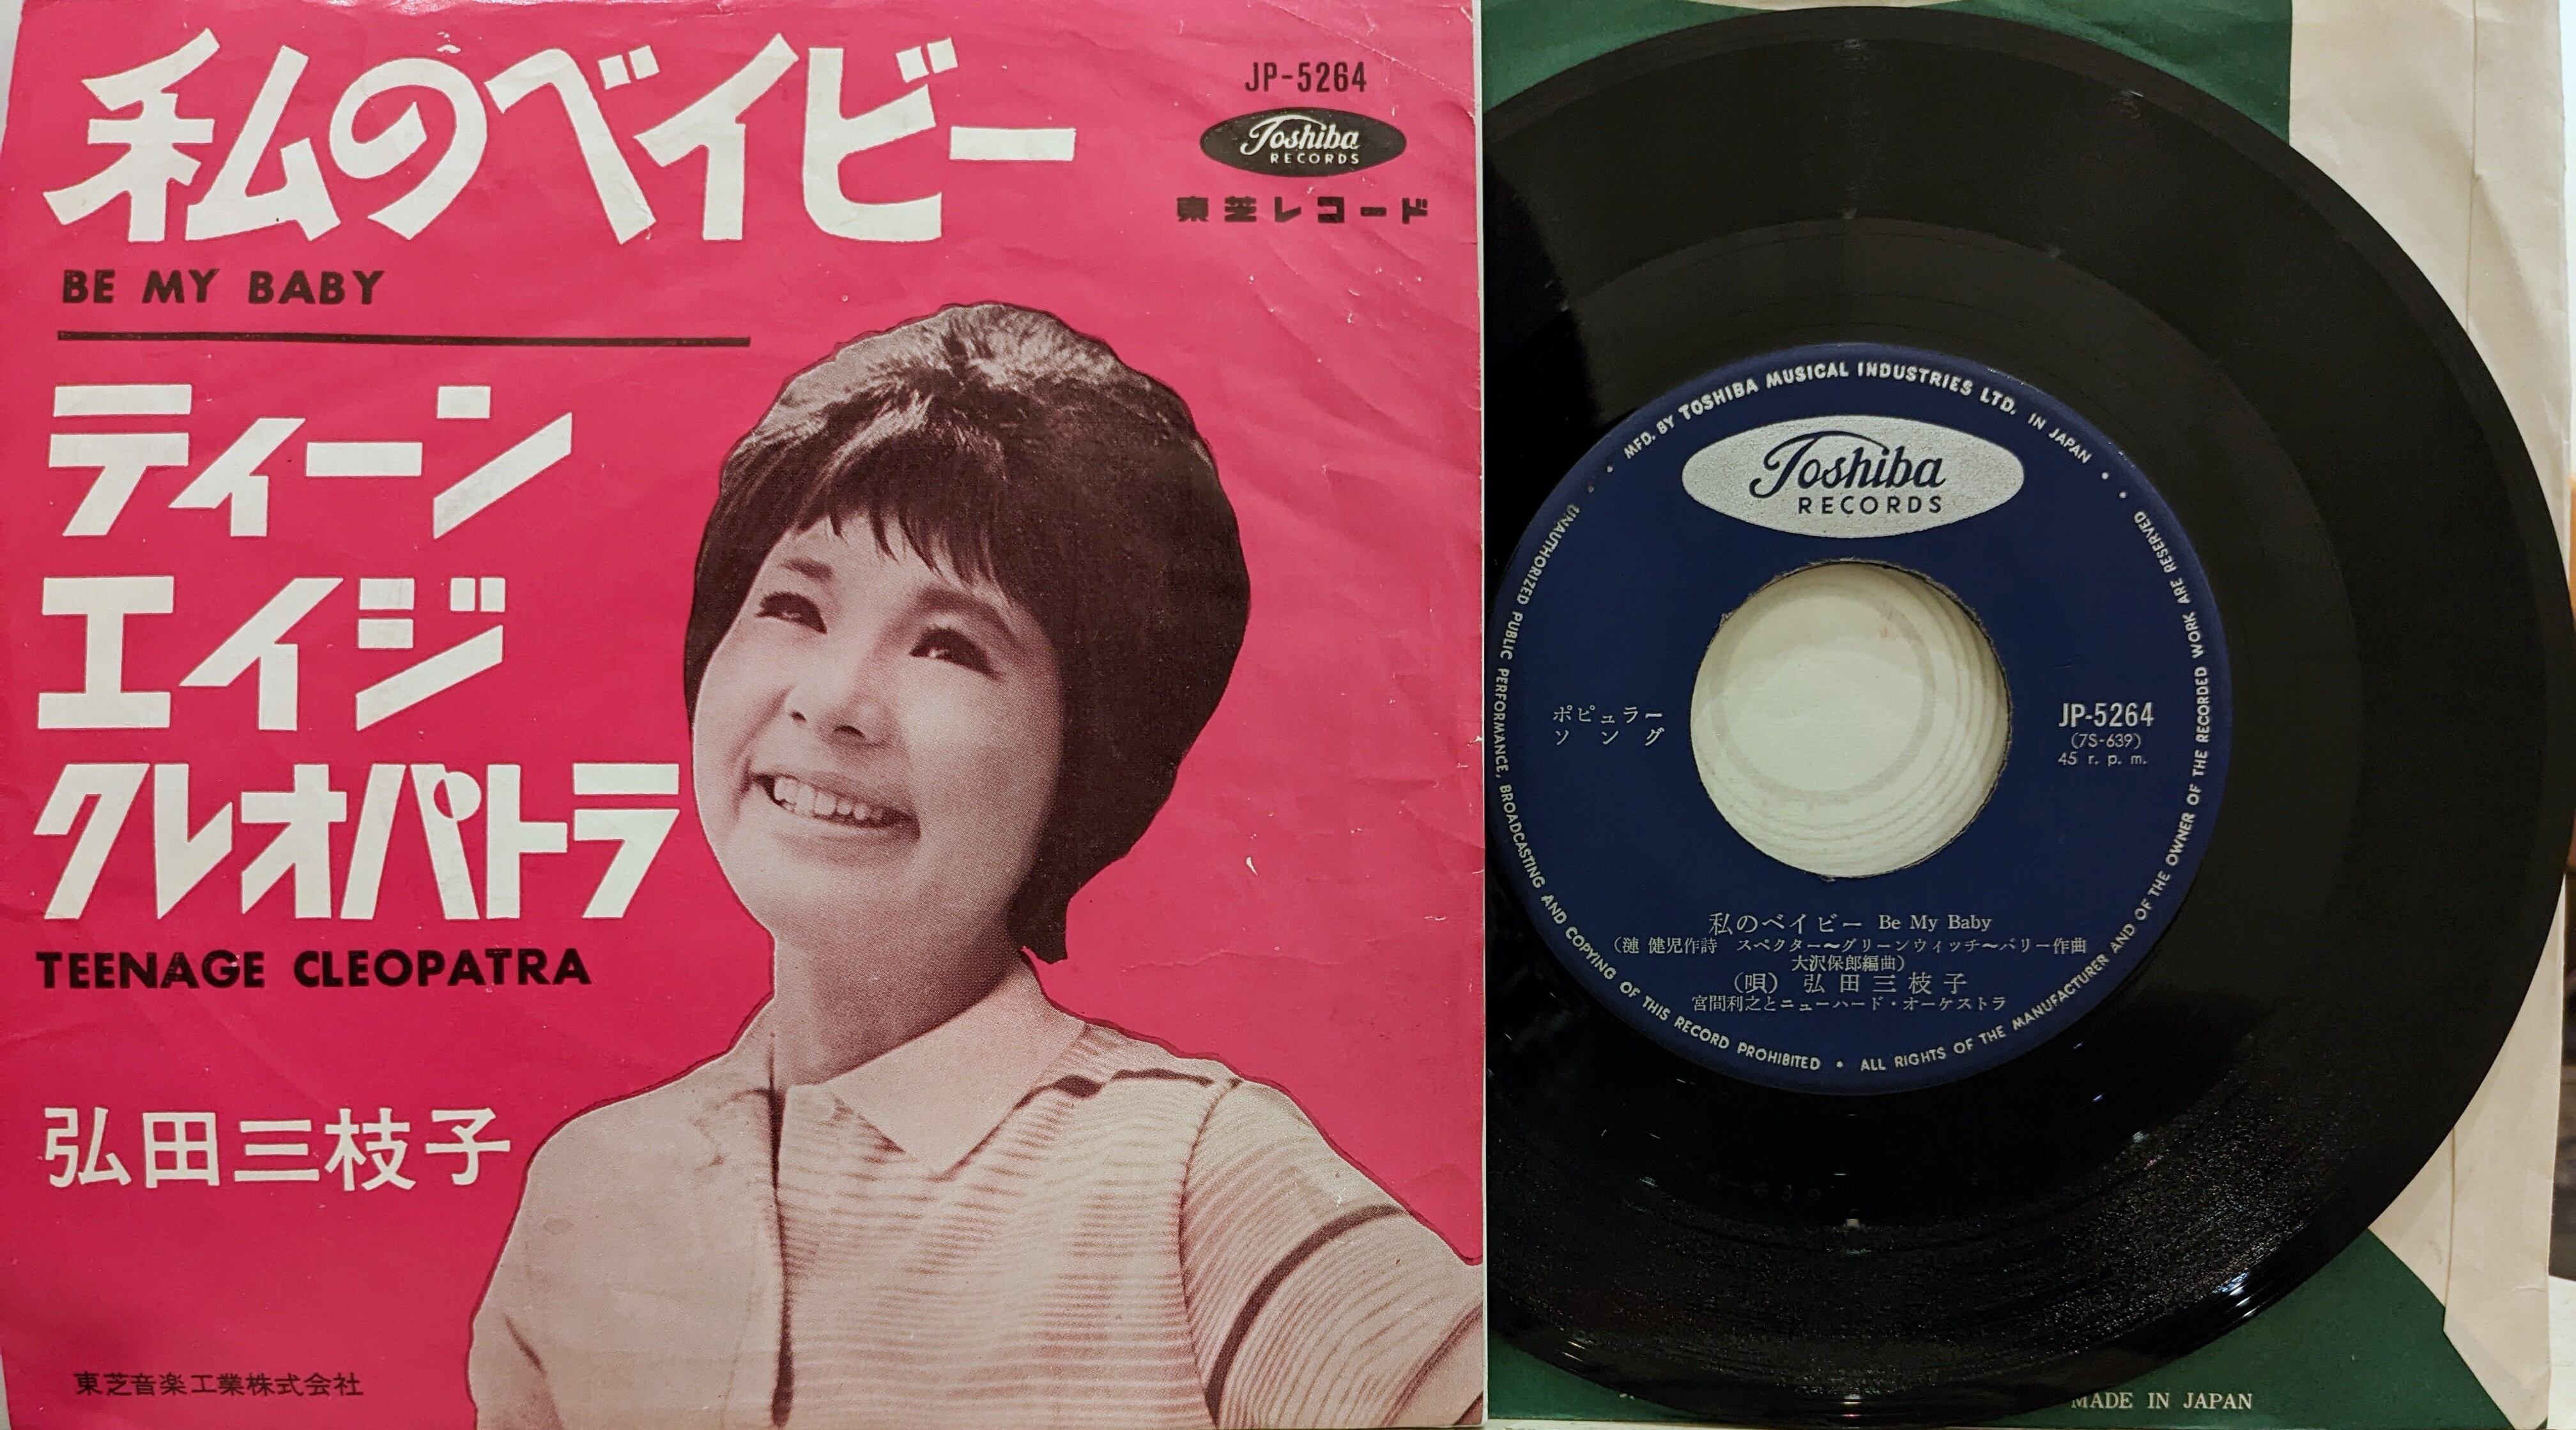 私のベイビー
BE MY BABY
JP-5264
Toshiba
RECORDS
東芝レコード
ティーン
エイジ
クレオパトラ
TEENAGE CLEOPATRA
弘田三枝子
東芝音楽工業株式会社
MFD. BY TOSHIBA MUSICAL INDUSTRIES LTD. IN JAPAN
Toshiba
RECORDS
ポピュラー
ソング
JP-5264
(7S-639)
45 r. p. m.
私のベイビー Be My Baby
(漣 健児作詩 スペクター〜グリーンウィッチ〜バリー作曲
大沢保郎編曲)
(唄) 弘田三枝子
宮間利之とニューハード・オーケストラ
UNAUTHORIZED PUBLIC PERFORMANCE, BROADCASTING AND COPYING OF THIS RECORD PROHIBITED • ALL RIGHTS OF THE MANUFACTURER AND OF THE OWNER OF THE RECORDED WORK ARE RESERVED
MADE IN JAPAN